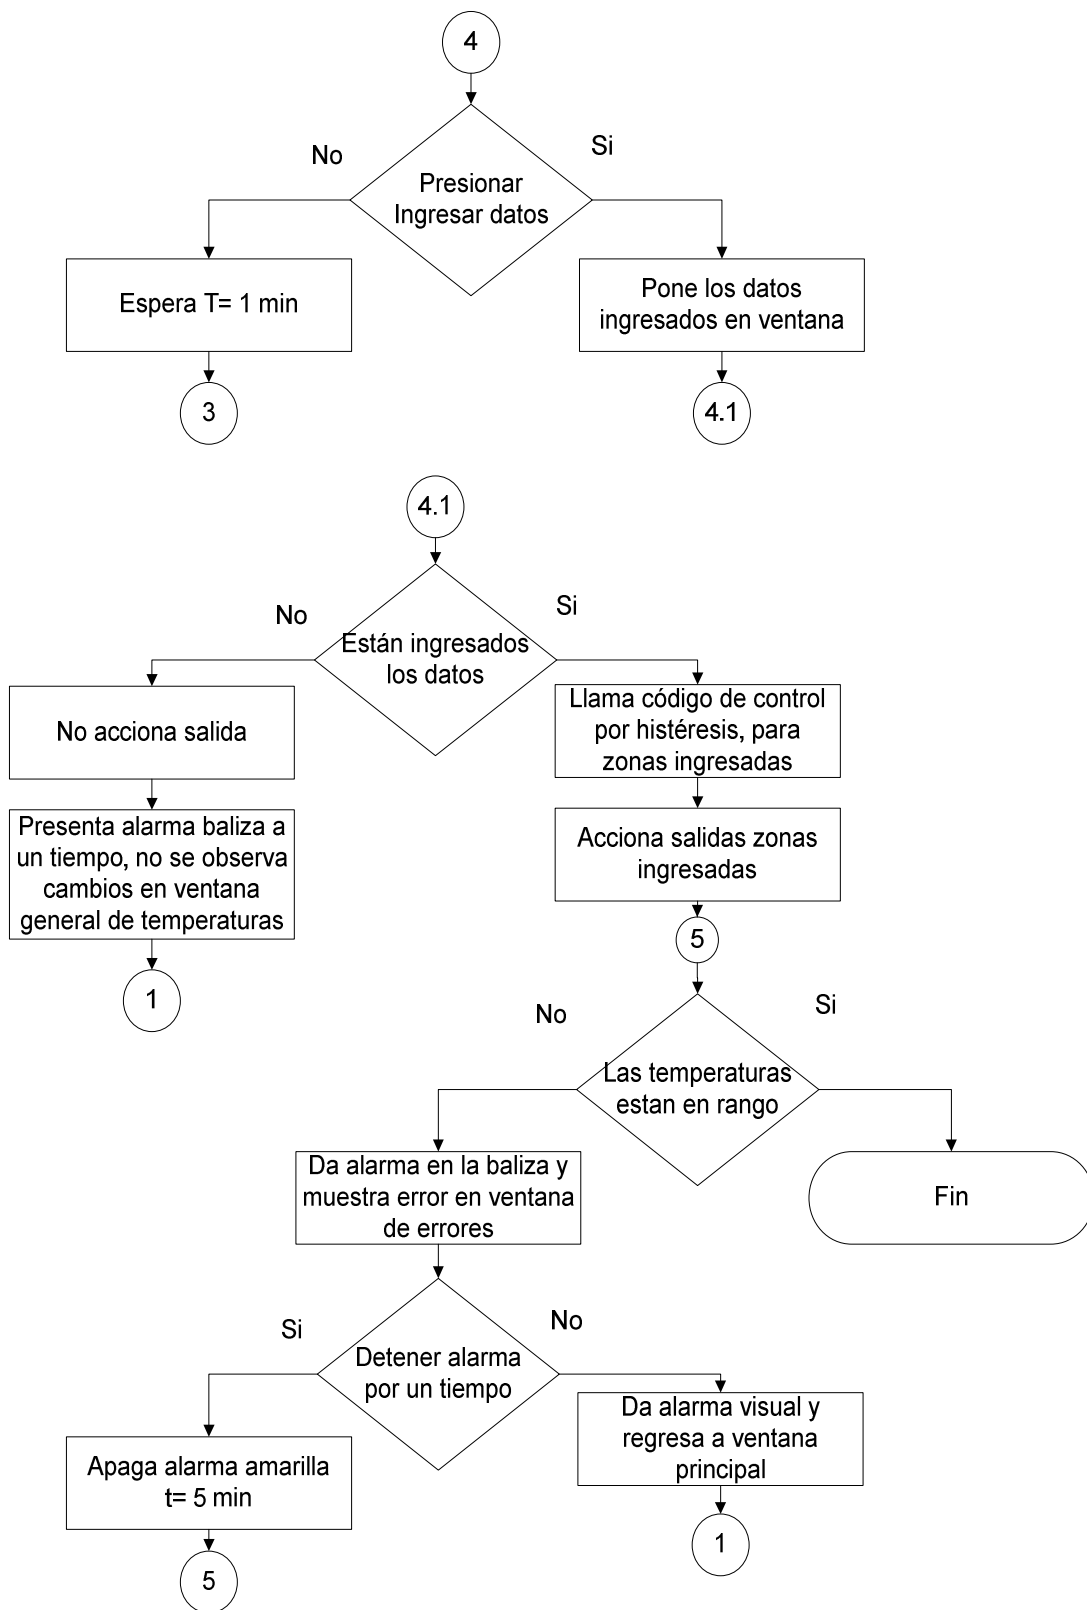 4
No
Si
Presionar
Ingresar datos
Espera T= 1 min
Pone los datos
ingresados en ventana
3
4.1
4.1
No
Si
Están ingresados
los datos
No acciona salida
Llama código de control
por histéresis, para
zonas ingresadas
Presenta alarma baliza a
un tiempo, no se observa
cambios en ventana
general de temperaturas
Acciona salidas zonas
ingresadas
1
5
No
Si
Las temperaturas
estan en rango
Da alarma en la baliza y
muestra error en ventana
de errores
Fin
Si
No
Detener alarma
por un tiempo
Apaga alarma amarilla
t= 5 min
Da alarma visual y
regresa a ventana
principal
5
1